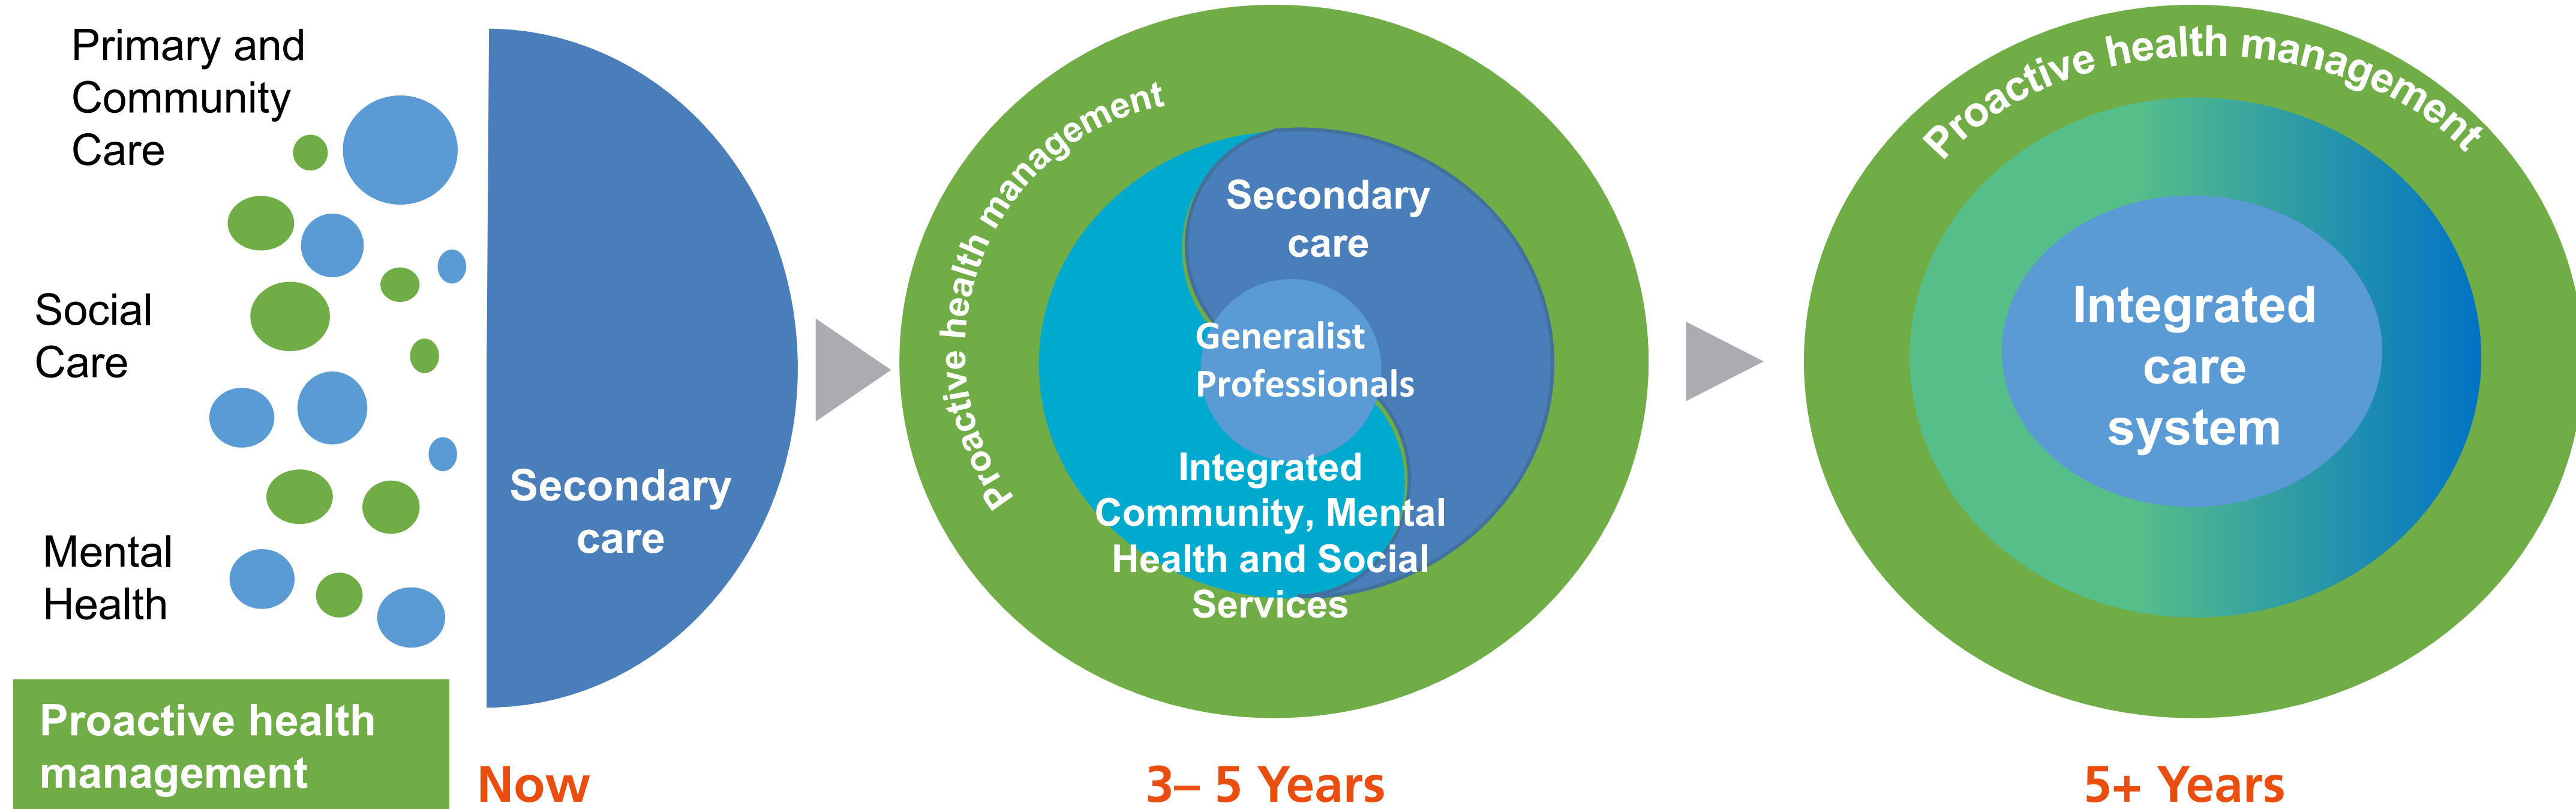 Primary and
Community
Care
Social
Care
Mental
Health
Proactive health
management
Secondary
care
Now
Proactive health management
Secondary
care
Generalist
Professionals
Integrated
Community, Mental
Health and Social
Services
3– 5 Years
Proactive health management
Integrated
care
system
5+ Years